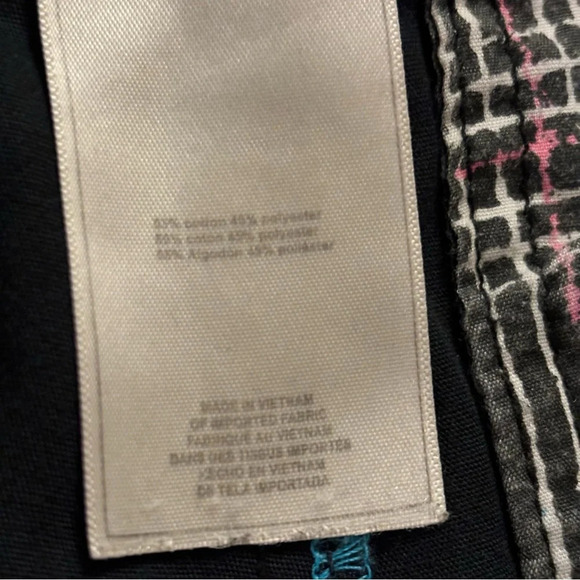 55% cotton 45% polyester
55% coton 45% polyester
55% Algodón 45% poliéster
MADE IN VIETNAM
OF IMPORTED FABRIC
FABRIQUÉ AU VIETNAM
DANS DES TISSUS IMPORTÉS
HECHO EN VIETNAM
DE TELA IMPORTADA